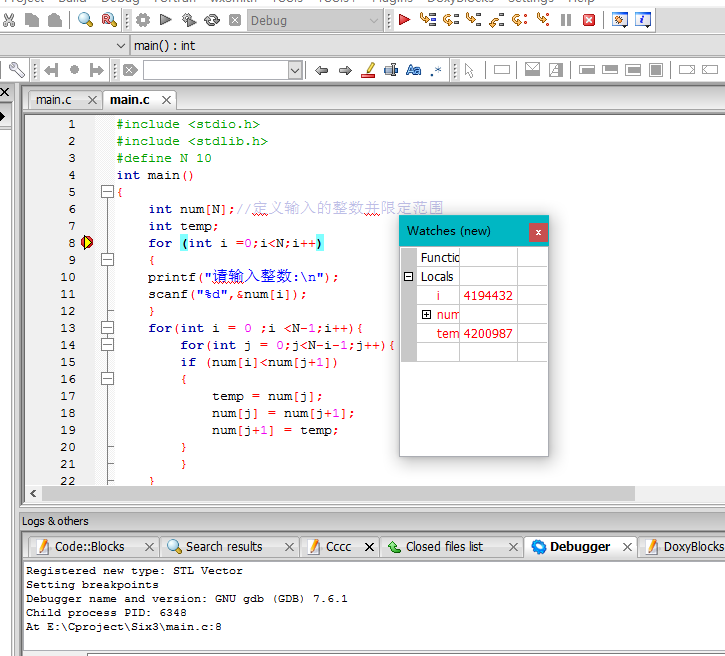 Project Build Debug Fortran wxSmith Tools Tools+ Plugins DoxyBlocks Settings Help
Debug
main() : int
main.c
main.c
1 #include <stdio.h>
2 #include <stdlib.h>
3 #define N 10
4 int main()
5 {
6 int num[N];//定义输入的整数并限定范围
7 int temp;
8 for (int i =0;i<N;i++)
9 {
10 printf("请输入整数:\n");
11 scanf("%d",&num[i]);
12 }
13 for(int i = 0 ;i <N-1;i++){
14 for(int j = 0;j<N-i-1;j++){
15 if (num[i]<num[j+1])
16 {
17 temp = num[j];
18 num[j] = num[j+1];
19 num[j+1] = temp;
20 }
21 }
22 }
Watches (new)
Functio
Locals
i 4194432
num
tem 4200987
Logs & others
Code::Blocks
Search results
Cccc
Closed files list
Debugger
DoxyBlocks
Registered new type: STL Vector
Setting breakpoints
Debugger name and version: GNU gdb (GDB) 7.6.1
Child process PID: 6348
At E:\Cproject\Six3\main.c:8